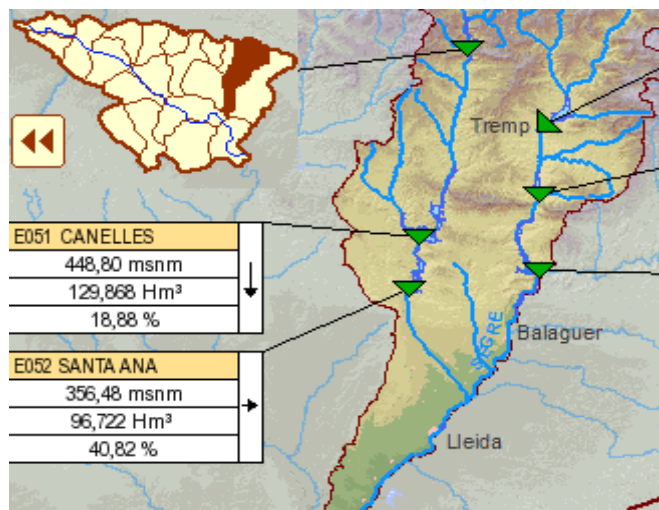 Tremp
E051 CANELLES
448,80 msnm
129,868 Hm³
18,88 %
SEGRE
Balaguer
E052 SANTA ANA
356,48 msnm
96,722 Hm³
40,82 %
Lleida